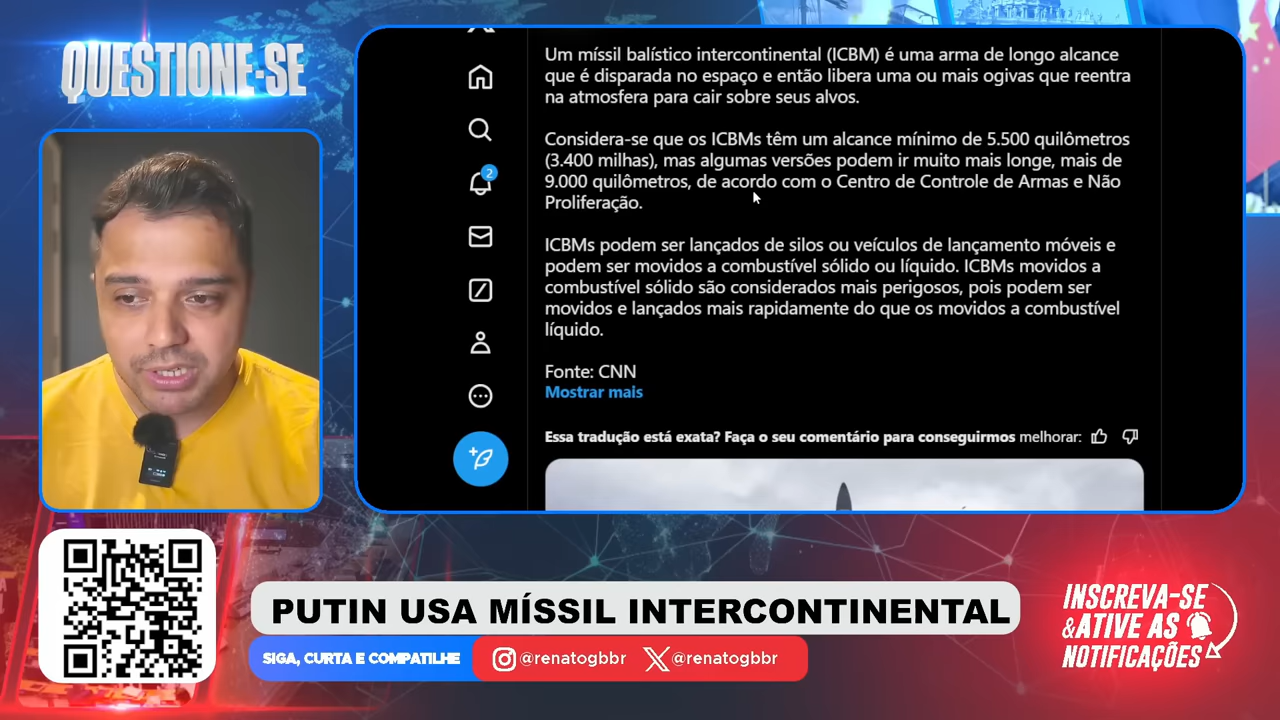 QUESTIONE-SE
Um míssil balístico intercontinental (ICBM) é uma arma de longo alcance
que é disparada no espaço e então libera uma ou mais ogivas que reentra
na atmosfera para cair sobre seus alvos.
Considera-se que os ICBMs têm um alcance mínimo de 5.500 quilômetros
(3.400 milhas), mas algumas versões podem ir muito mais longe, mais de
9.000 quilômetros, de acordo com o Centro de Controle de Armas e Não
Proliferação.
ICBMs podem ser lançados de silos ou veículos de lançamento móveis e
podem ser movidos a combustível sólido ou líquido. ICBMs movidos a
combustível sólido são considerados mais perigosos, pois podem ser
movidos e lançados mais rapidamente do que os movidos a combustível
líquido.
Fonte: CNN
Mostrar mais
Essa tradução está exata? Faça o seu comentário para conseguirmos melhorar:
2
PUTIN USA MÍSSIL INTERCONTINENTAL
SIGA, CURTA E COMPATILHE
@renatogbbr
@renatogbbr
INSCREVA-SE
&ATIVE AS
NOTIFICAÇÕES